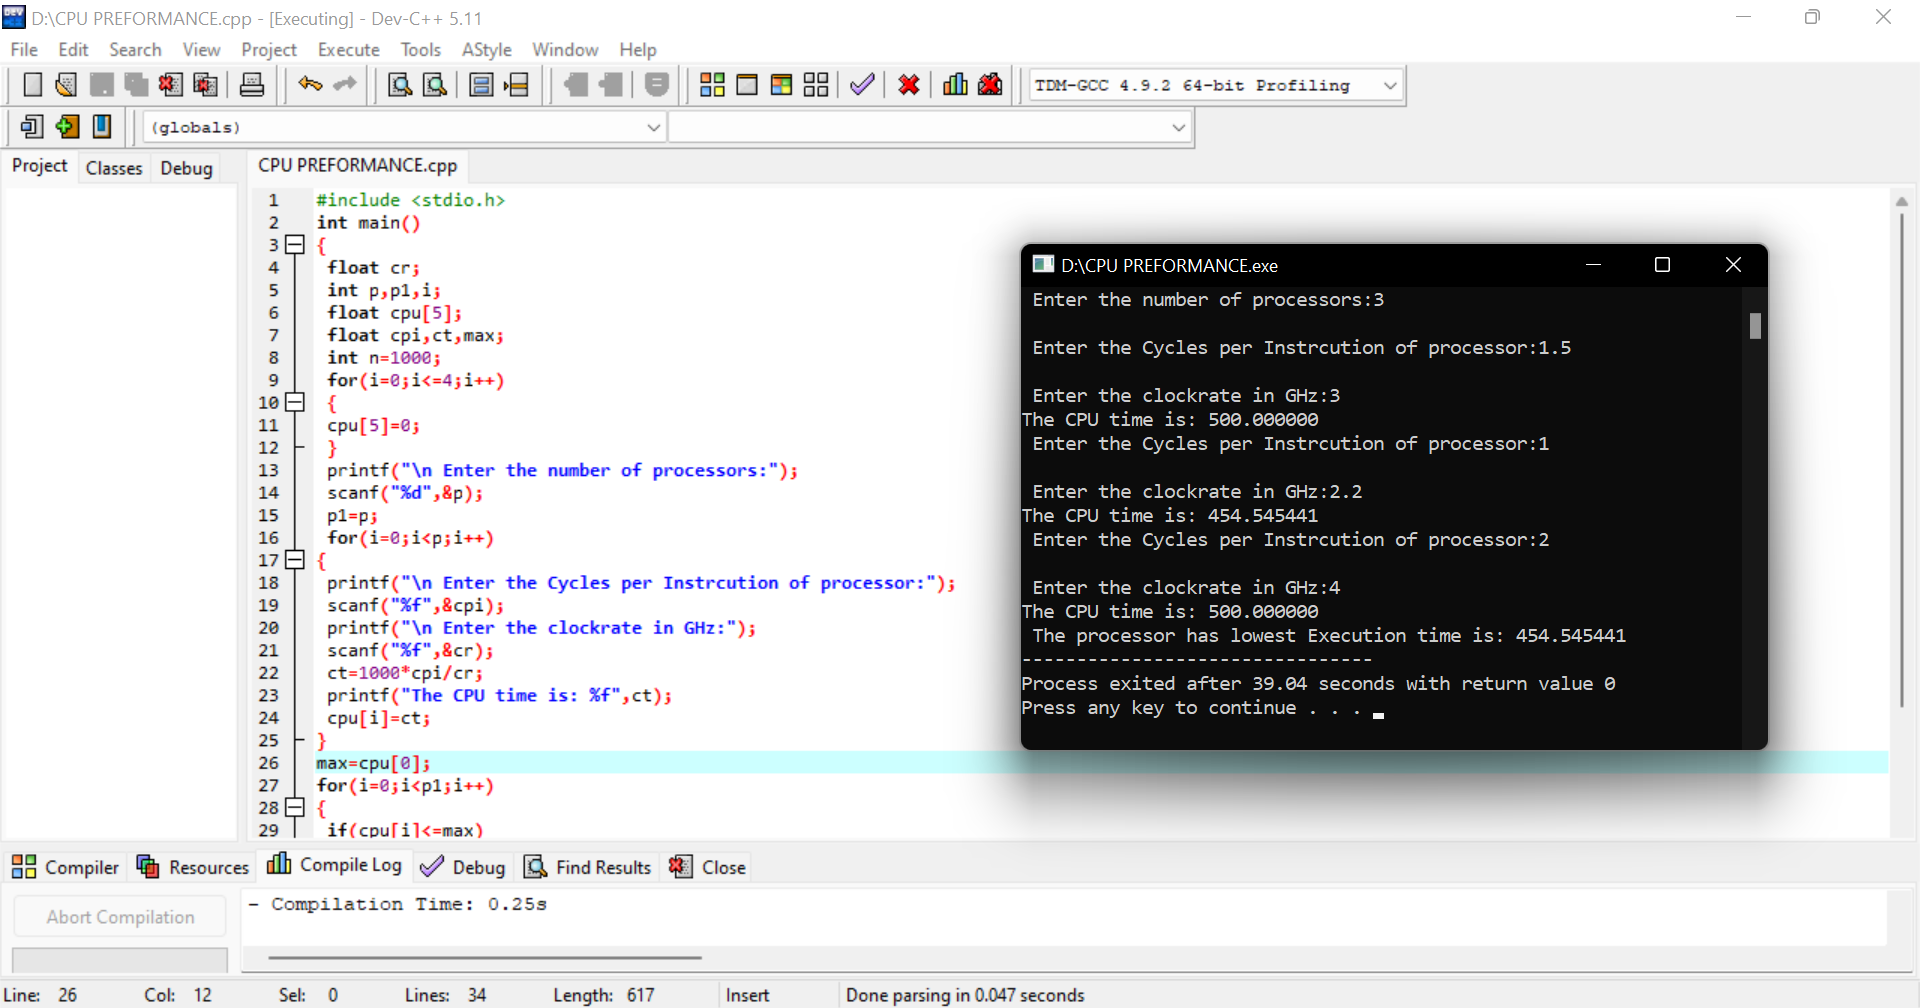 D:\CPU PREFORMANCE.cpp - [Executing] - Dev-C++ 5.11
File Edit Search View Project Execute Tools AStyle Window Help
TDM-GCC 4.9.2 64-bit Profiling
(globals)
Project Classes Debug
CPU PREFORMANCE.cpp
1 #include <stdio.h>
2 int main()
3 {
4 float cr;
5 int p,p1,i;
6 float cpu[5];
7 float cpi,ct,max;
8 int n=1000;
9 for(i=0;i<=4;i++)
10 {
11 cpu[5]=0;
12 }
13 printf("\n Enter the number of processors:");
14 scanf("%d",&p);
15 p1=p;
16 for(i=0;i<p;i++)
17 {
18 printf("\n Enter the Cycles per Instrcution of processor:");
19 scanf("%f",&cpi);
20 printf("\n Enter the clockrate in GHz:");
21 scanf("%f",&cr);
22 ct=1000*cpi/cr;
23 printf("The CPU time is: %f",ct);
24 cpu[i]=ct;
25 }
26 max=cpu[0];
27 for(i=0;i<p1;i++)
28 {
29 if(cpu[i]<=max)
D:\CPU PREFORMANCE.exe
Enter the number of processors:3
Enter the Cycles per Instrcution of processor:1.5
Enter the clockrate in GHz:3
The CPU time is: 500.000000
Enter the Cycles per Instrcution of processor:1
Enter the clockrate in GHz:2.2
The CPU time is: 454.545441
Enter the Cycles per Instrcution of processor:2
Enter the clockrate in GHz:4
The CPU time is: 500.000000
The processor has lowest Execution time is: 454.545441
--------------------------------
Process exited after 39.04 seconds with return value 0
Press any key to continue . . .
Compiler Resources Compile Log Debug Find Results Close
Abort Compilation
- Compilation Time: 0.25s
Line: 26 Col: 12 Sel: 0 Lines: 34 Length: 617 Insert Done parsing in 0.047 seconds